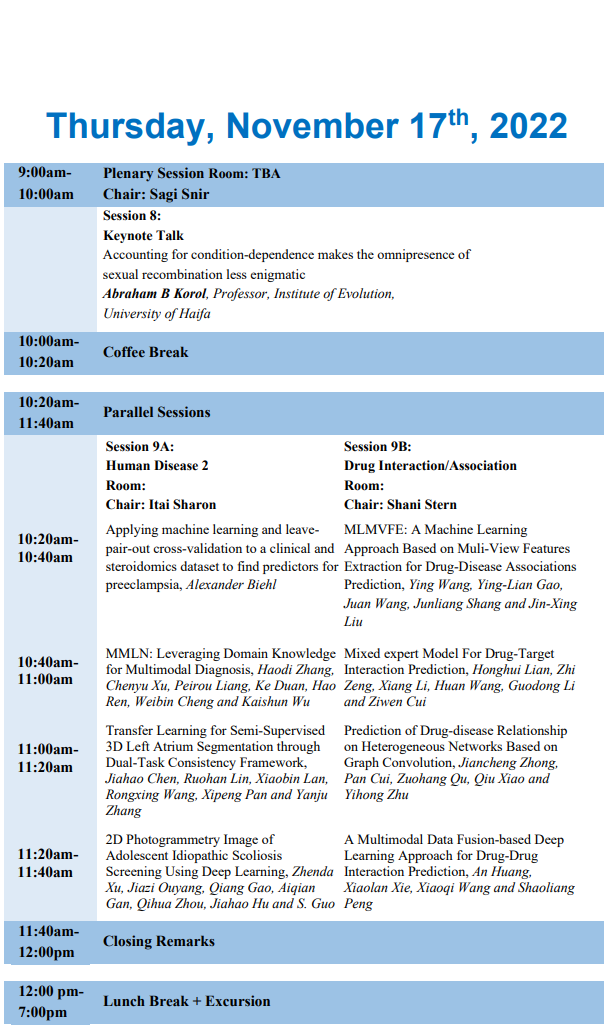 Thursday, November 17th, 2022
9:00am-
10:00am
Plenary Session Room: TBA
Chair: Sagi Snir
Session 8:
Keynote Talk
Accounting for condition-dependence makes the omnipresence of
sexual recombination less enigmatic
Abraham B Korol, Professor, Institute of Evolution,
University of Haifa
10:00am-
10:20am
Coffee Break
10:20am-
11:40am
Parallel Sessions
Session 9A:
Human Disease 2
Room:
Chair: Itai Sharon
Session 9B:
Drug Interaction/Association
Room:
Chair: Shani Stern
10:20am-
10:40am
Applying machine learning and leave-
pair-out cross-validation to a clinical and
steroidomics dataset to find predictors for
preeclampsia, Alexander Biehl
MLMVFE: A Machine Learning
Approach Based on Muli-View Features
Extraction for Drug-Disease Associations
Prediction, Ying Wang, Ying-Lian Gao,
Juan Wang, Junliang Shang and Jin-Xing
Liu
10:40am-
11:00am
MMLN: Leveraging Domain Knowledge
for Multimodal Diagnosis, Haodi Zhang,
Chenyu Xu, Peirou Liang, Ke Duan, Hao
Ren, Weibin Cheng and Kaishun Wu
Mixed expert Model For Drug-Target
Interaction Prediction, Honghui Lian, Zhi
Zeng, Xiang Li, Huan Wang, Guodong Li
and Ziwen Cui
11:00am-
11:20am
Transfer Learning for Semi-Supervised
3D Left Atrium Segmentation through
Dual-Task Consistency Framework,
Jiahao Chen, Ruohan Lin, Xiaobin Lan,
Rongxing Wang, Xipeng Pan and Yanju
Zhang
Prediction of Drug-disease Relationship
on Heterogeneous Networks Based on
Graph Convolution, Jiancheng Zhong,
Pan Cui, Zuohang Qu, Qiu Xiao and
Yihong Zhu
11:20am-
11:40am
2D Photogrammetry Image of
Adolescent Idiopathic Scoliosis
Screening Using Deep Learning, Zhenda
Xu, Jiazi Ouyang, Qiang Gao, Aiqian
Gan, Qihua Zhou, Jiahao Hu and S. Guo
A Multimodal Data Fusion-based Deep
Learning Approach for Drug-Drug
Interaction Prediction, An Huang,
Xiaolan Xie, Xiaoqi Wang and Shaoliang
Peng
11:40am-
12:00pm
Closing Remarks
12:00 pm-
7:00pm
Lunch Break + Excursion